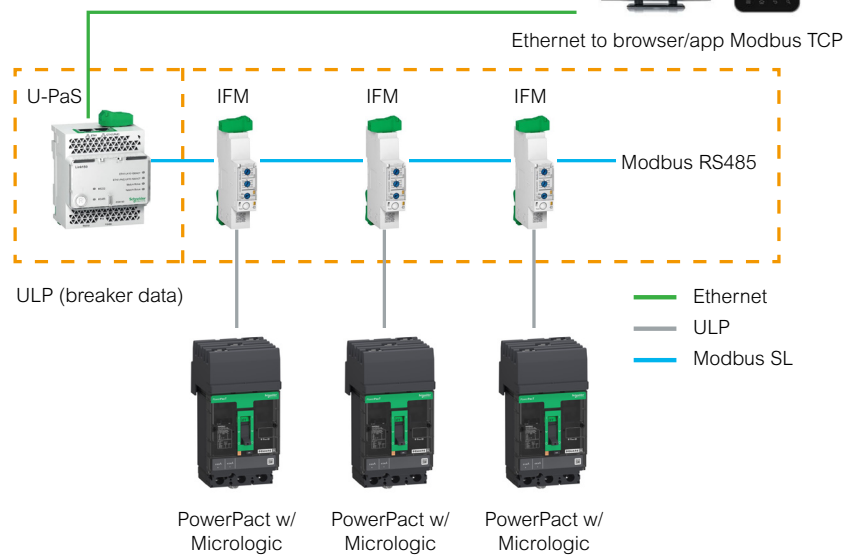 Ethernet to browser/app Modbus TCP
U-PaS
IFM
IFM
IFM
Modbus RS485
ULP (breaker data)
Ethernet
ULP
Modbus SL
PowerPact w/
Micrologic
PowerPact w/
Micrologic
PowerPact w/
Micrologic